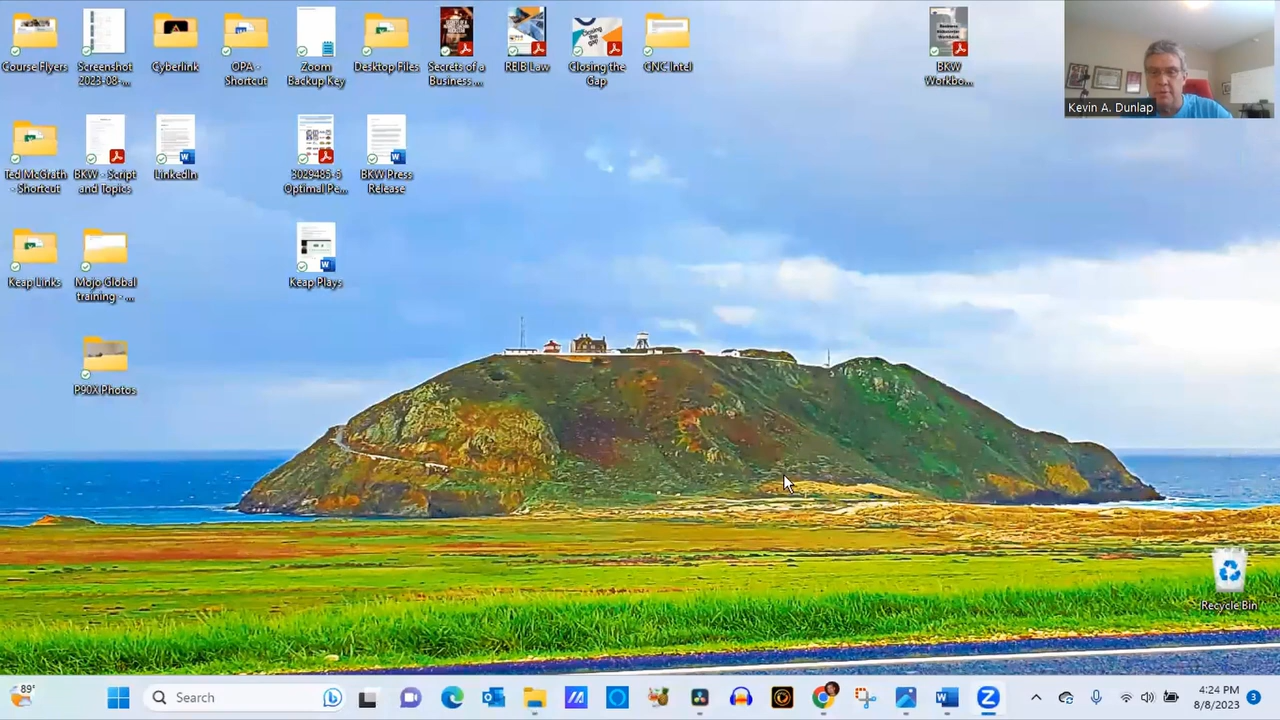 Course Flyers
Screenshot
2023-08-...
Cyberlink
OPA -
Shortcut
Zoom
Backup Key
Desktop Files
Secrets of a
Business ...
REIB Law
Closing the
Gap
CNC Intel
BKW
Workbo...
Kevin A. Dunlap
Ted McGrath
- Shortcut
BKW - Script
and Topics
LinkedIn
3029485-5
Optimal Pe...
BKW Press
Release
Keap Links
Mojo Global
training - ...
Keap Plays
P90X Photos
Recycle Bin
89°
Search
4:24 PM
8/8/2023
3